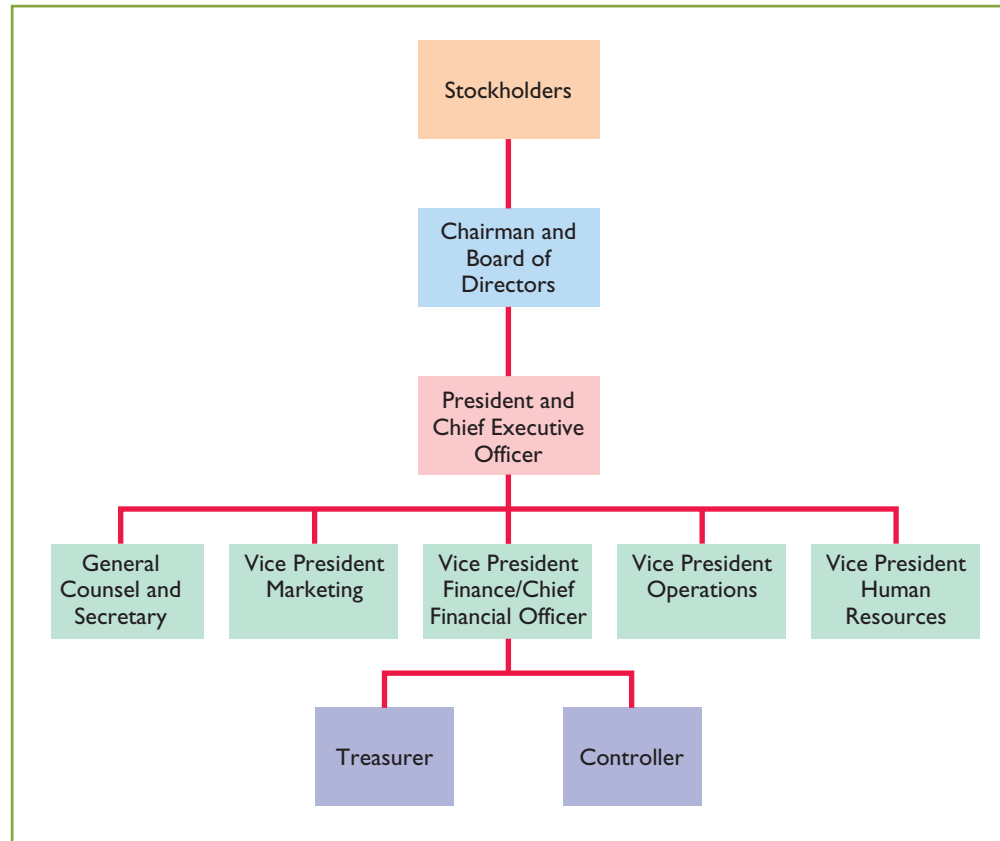 Stockholders
Chairman and
Board of
Directors
President and
Chief Executive
Officer
General
Counsel and
Secretary
Vice President
Marketing
Vice President
Finance/Chief
Financial Officer
Vice President
Operations
Vice President
Human
Resources
Treasurer
Controller